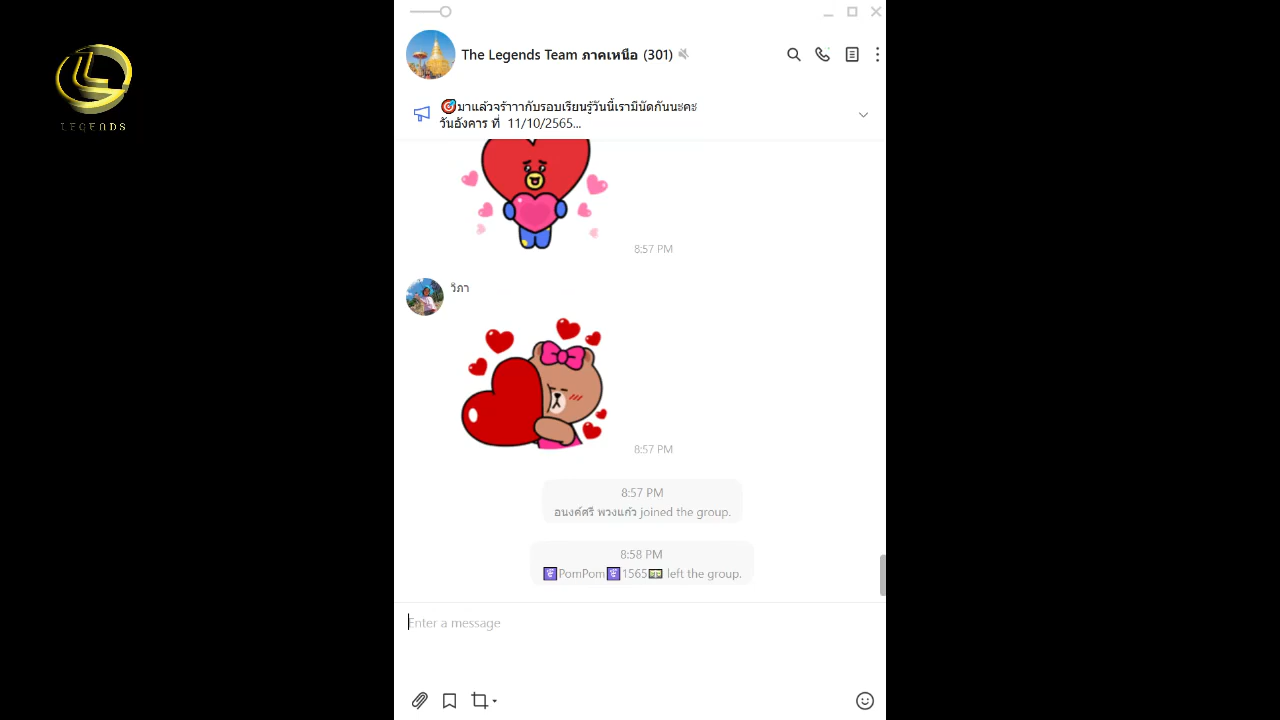 LEGENDS
The Legends Team ภาคเหนือ (301)
🎯มาแล้วจร้าาากับรอบเรียนรู้วันนี้เรามีนัดกันนะคะ
วันอังคาร ที่ 11/10/2565...
8:57 PM
วิภา
8:57 PM
8:57 PM
อนงค์ศรี พวงแก้ว joined the group.
8:58 PM
PomPom 1565 left the group.
Enter a message